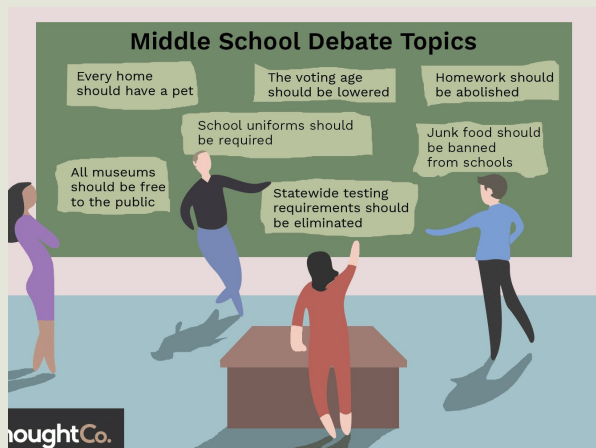 Middle School Debate Topics
Every home
should have a pet
The voting age
should be lowered
Homework should
be abolished
School uniforms should
be required
Junk food should
be banned
from schools
All museums
should be free
to the public
Statewide testing
requirements should
be eliminated
houghtCo.